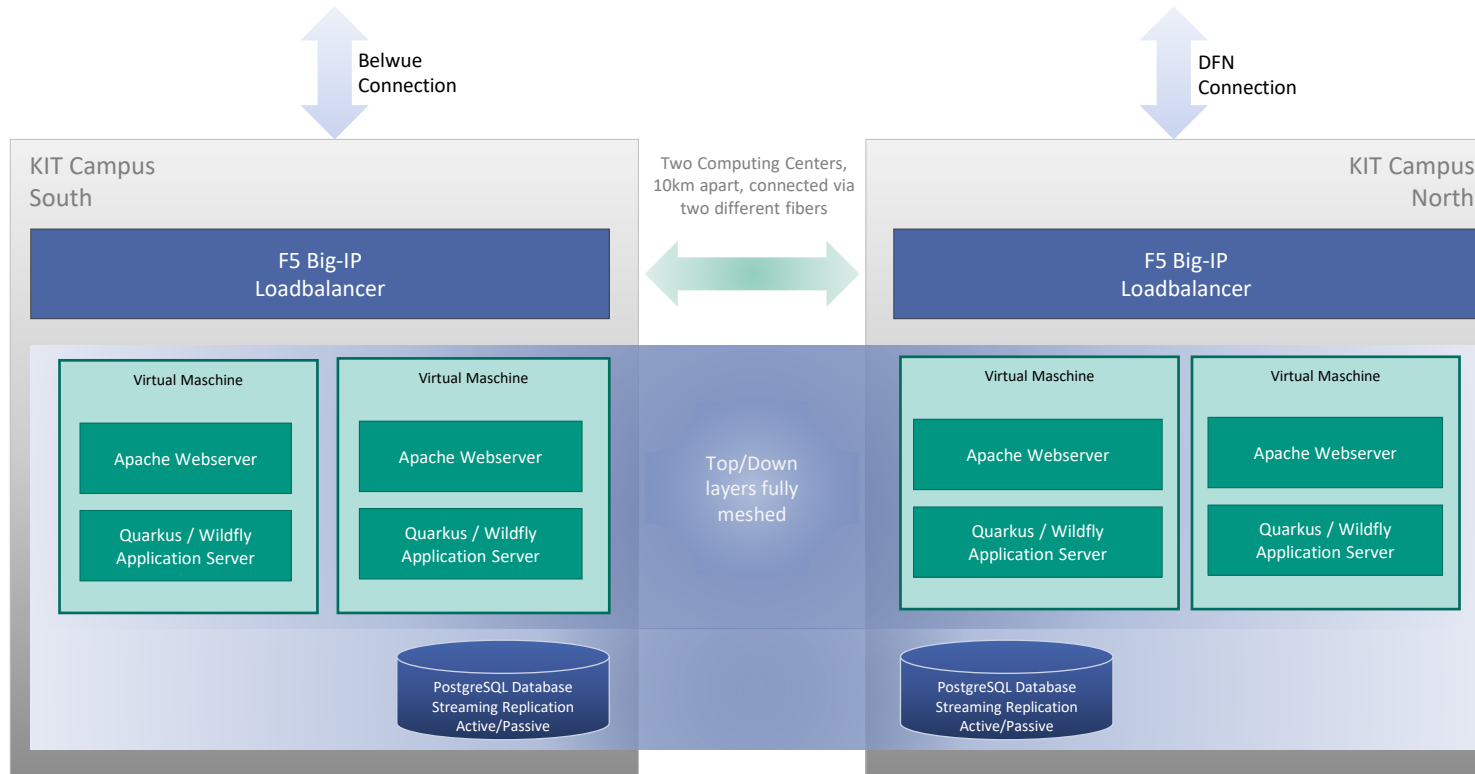 Belwue
Connection
DFN
Connection
KIT Campus
South
Two Computing Centers,
10km apart, connected via
two different fibers
KIT Campus
North
F5 Big-IP
Loadbalancer
F5 Big-IP
Loadbalancer
Virtual Maschine
Apache Webserver
Quarkus / Wildfly
Application Server
Virtual Maschine
Apache Webserver
Quarkus / Wildfly
Application Server
Top/Down
layers fully
meshed
Virtual Maschine
Apache Webserver
Quarkus / Wildfly
Application Server
Virtual Maschine
Apache Webserver
Quarkus / Wildfly
Application Server
PostgreSQL Database
Streaming Replication
Active/Passive
PostgreSQL Database
Streaming Replication
Active/Passive